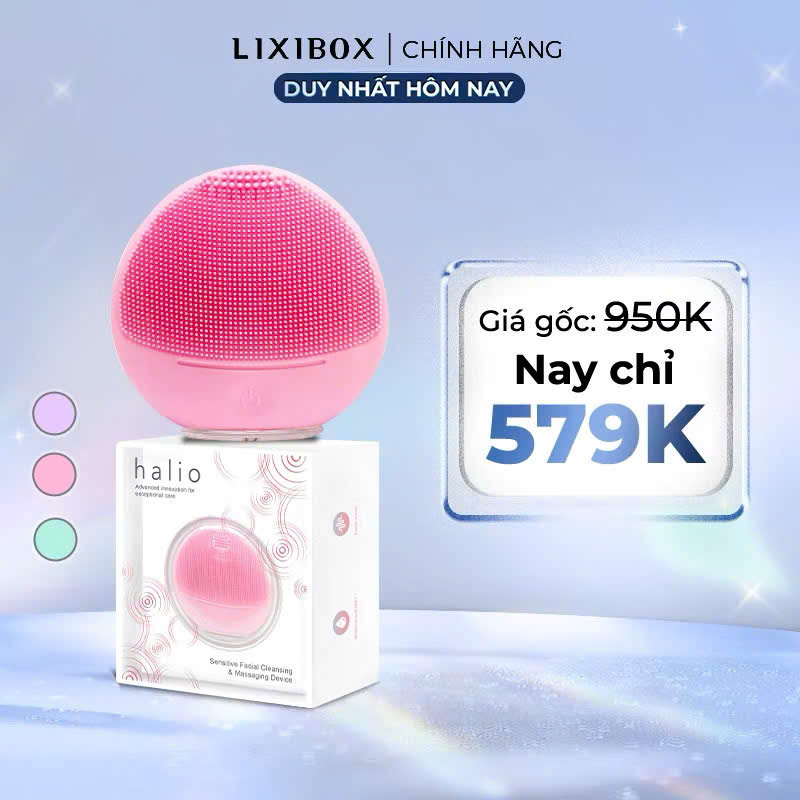 LIXIBOX | CHÍNH HÃNG
DUY NHẤT HÔM NAY
Giá gốc: 950K
Nay chỉ
579K
halio
Advanced innovation for
exceptional care
Sensitive Facial Cleansing
& Massaging Device